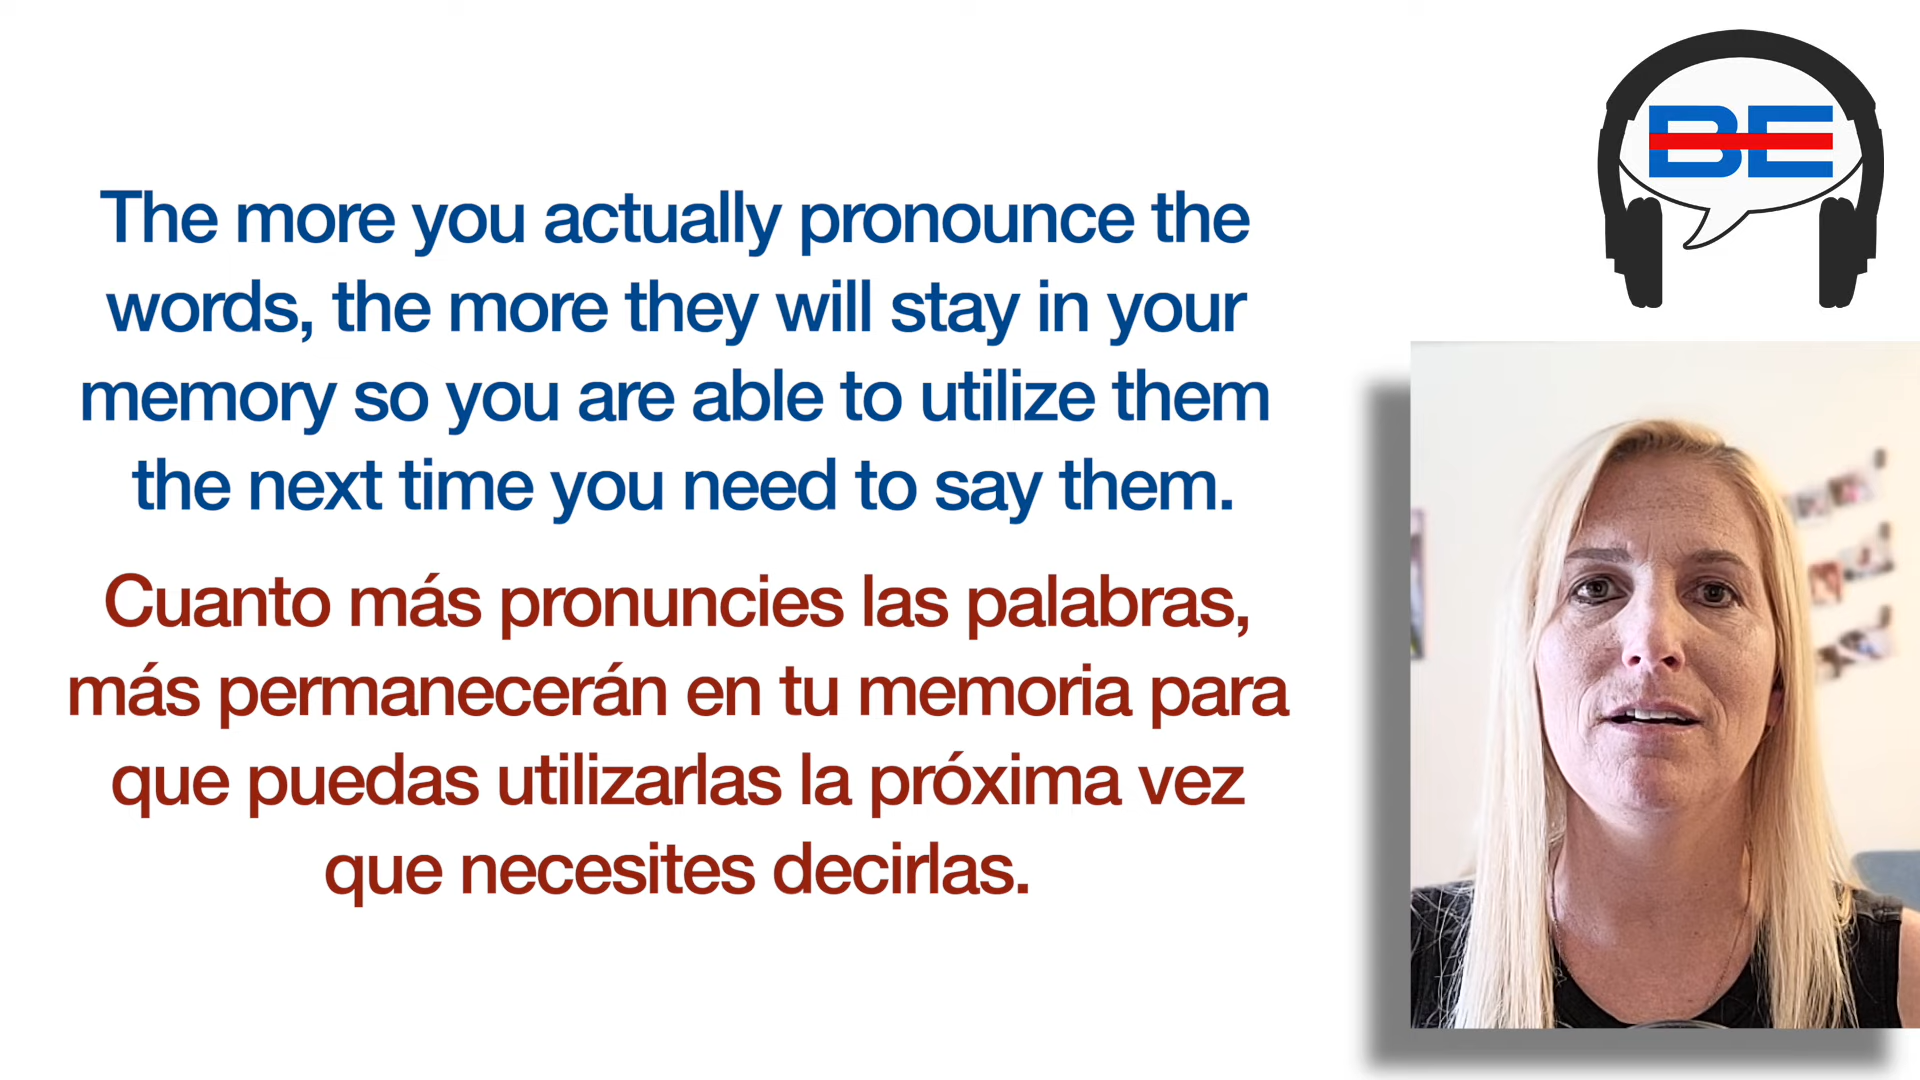 BE
The more you actually pronounce the
words, the more they will stay in your
memory so you are able to utilize them
the next time you need to say them.
Cuanto más pronuncies las palabras,
más permanecerán en tu memoria para
que puedas utilizarlas la próxima vez
que necesites decirlas.